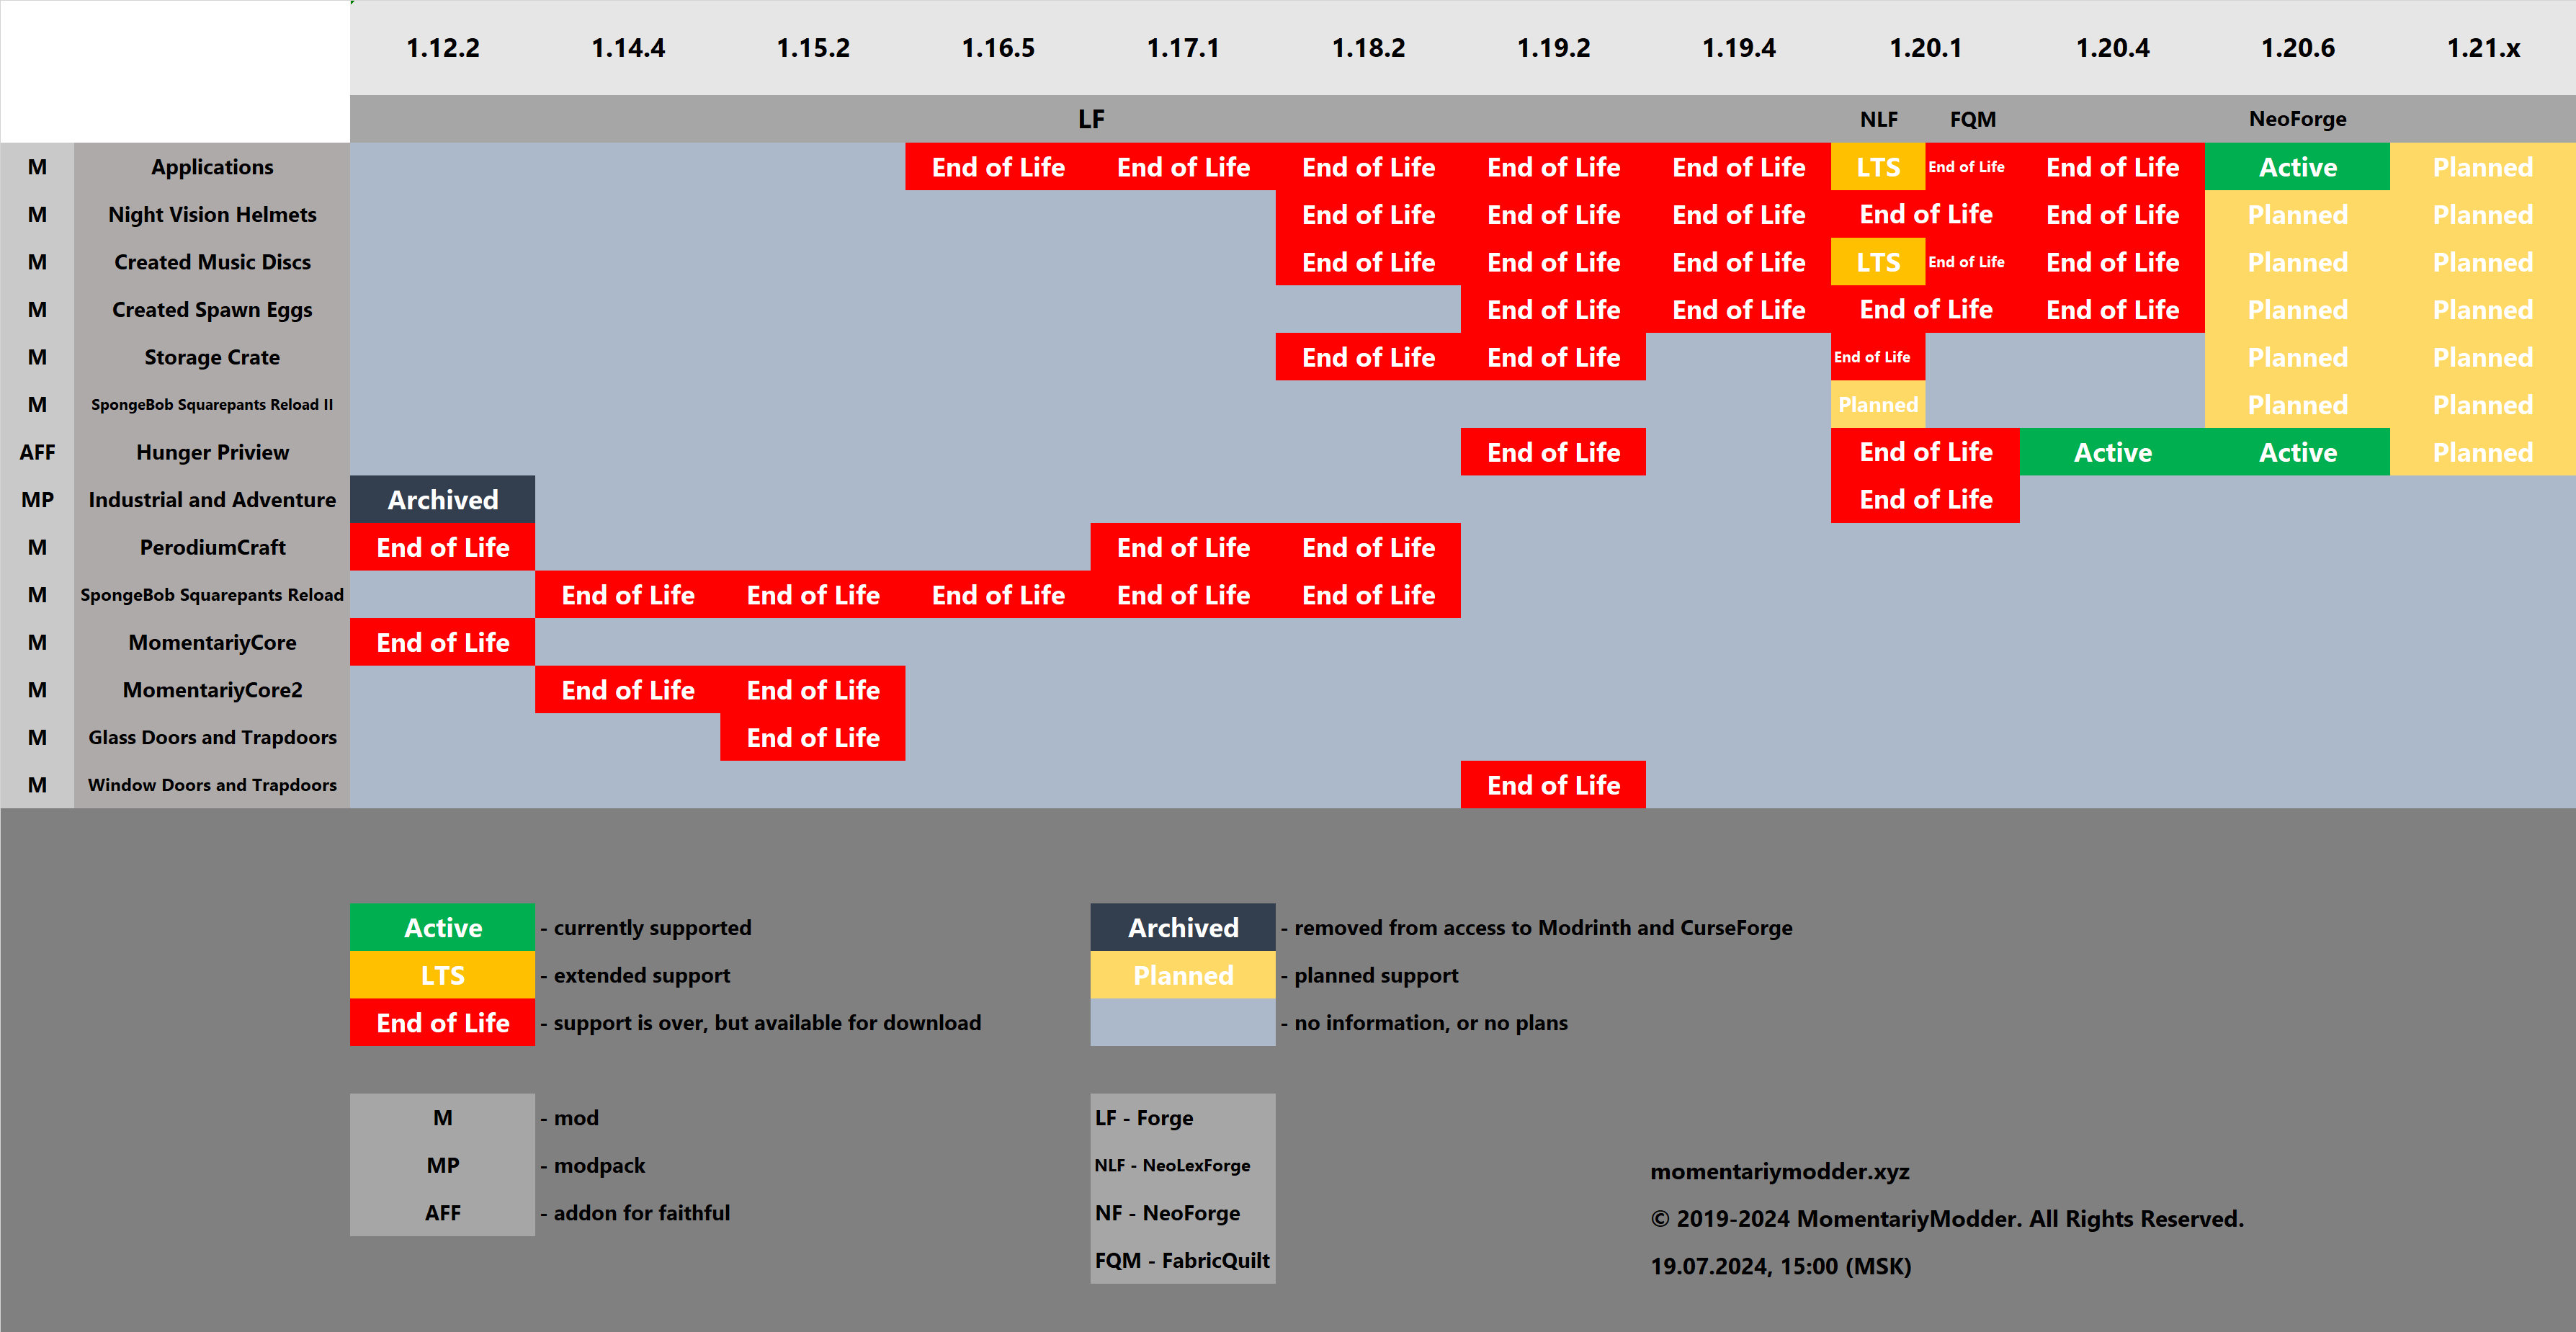 1.12.2 1.14.4 1.15.2 1.16.5 1.17.1 1.18.2 1.19.2 1.19.4 1.20.1 1.20.4 1.20.6 1.21.x
LF NLF FQM NeoForge
M Applications End of Life End of Life End of Life End of Life End of Life LTS End of Life End of Life Active Planned
M Night Vision Helmets End of Life End of Life End of Life End of Life End of Life Planned Planned
M Created Music Discs End of Life End of Life End of Life LTS End of Life End of Life Planned Planned
M Created Spawn Eggs End of Life End of Life End of Life End of Life Planned Planned
M Storage Crate End of Life End of Life End of Life Planned Planned
M SpongeBob Squarepants Reload II Planned Planned Planned
AFF Hunger Priview End of Life End of Life Active Active Planned
MP Industrial and Adventure Archived End of Life
M PerodiumCraft End of Life End of Life End of Life
M SpongeBob Squarepants Reload End of Life End of Life End of Life End of Life End of Life
M MomentariyCore End of Life
M MomentariyCore2 End of Life End of Life
M Glass Doors and Trapdoors End of Life
M Window Doors and Trapdoors End of Life
Active - currently supported
LTS - extended support
End of Life - support is over, but available for download
Archived - removed from access to Modrinth and CurseForge
Planned - planned support
- no information, or no plans
M - mod
MP - modpack
AFF - addon for faithful
LF - Forge
NLF - NeoLexForge
NF - NeoForge
FQM - FabricQuilt
momentariymodder.xyz
© 2019-2024 MomentariyModder. All Rights Reserved.
19.07.2024, 15:00 (MSK)